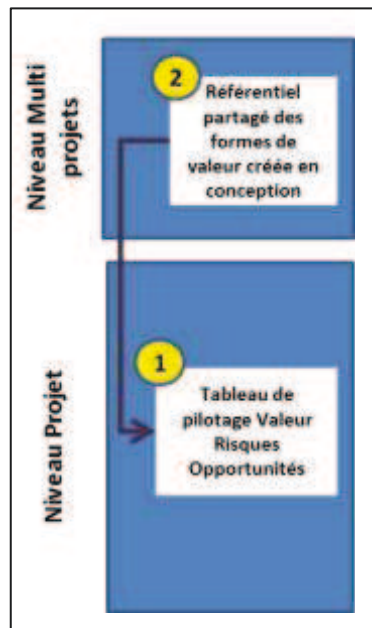 Niveau Multi
projets
2
Référentiel
partagé des
formes de
valeur créée en
conception
Niveau Projet
1
Tableau de
pilotage Valeur
Risques
Opportunités